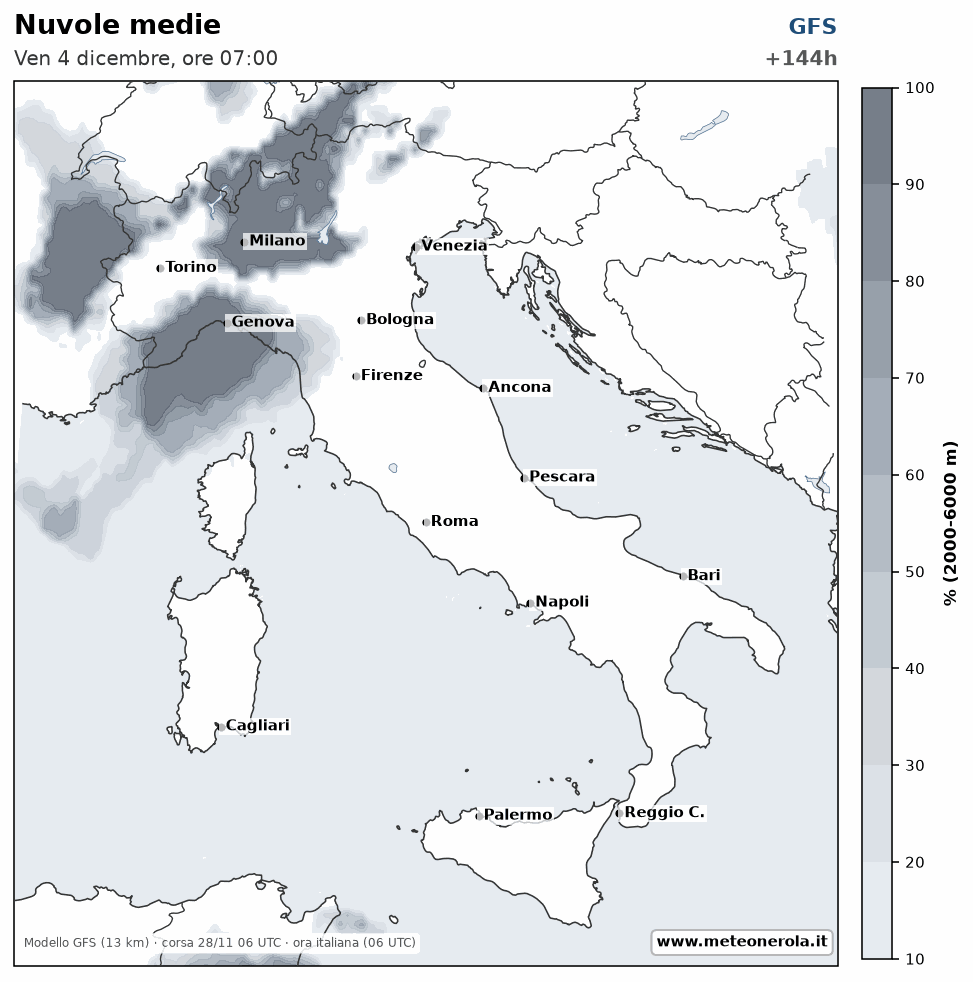 Nuvole medie
GFS
Ven 4 dicembre, ore 07:00
+144h
100
90
80
70
60
50
40
30
20
10
% (2000-6000 m)
Milano
Venezia
Torino
Genova
Bologna
Firenze
Ancona
Pescara
Roma
Bari
Napoli
Cagliari
Palermo
Reggio C.
Modello GFS (13 km) · corsa 28/11 06 UTC · ora italiana (06 UTC)
www.meteonerola.it